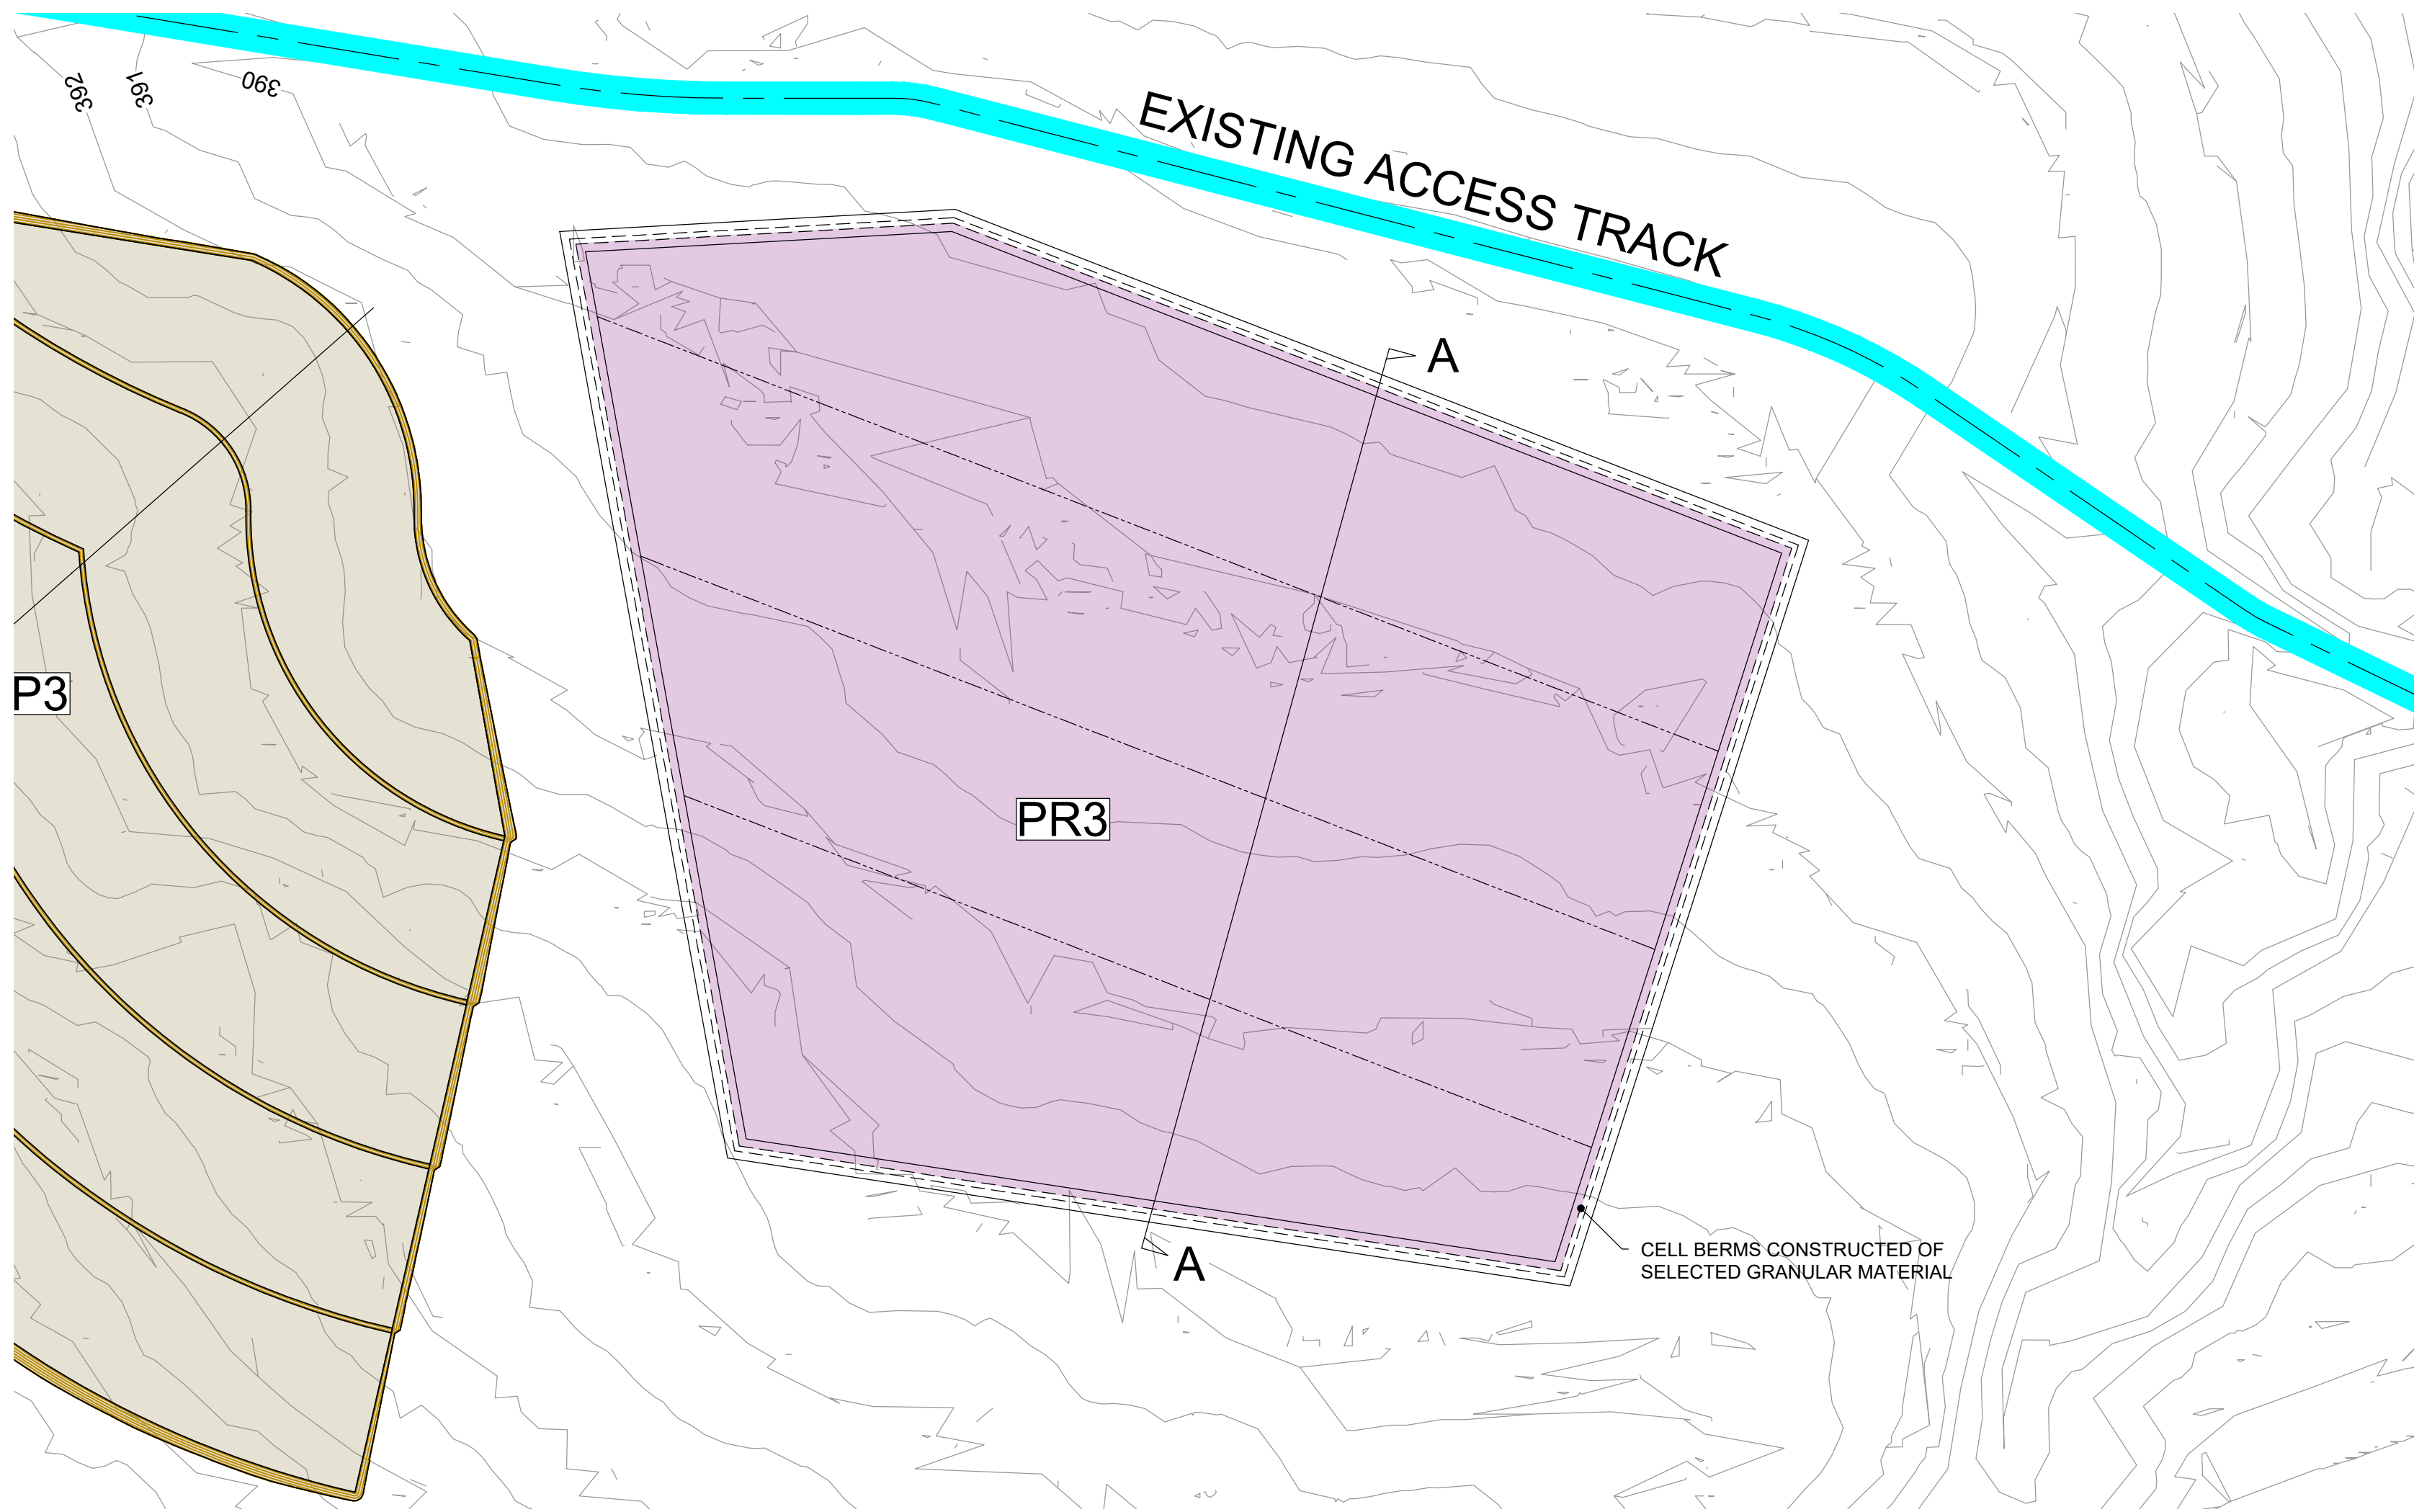 392
391
390
EXISTING ACCESS TRACK
A
P3
PR3
A
CELL BERMS CONSTRUCTED OF
SELECTED GRANULAR MATERIAL